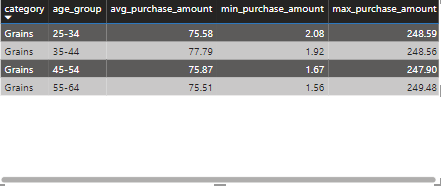 category age_group avg_purchase_amount min_purchase_amount max_purchase_amount
Grains 25-34 75.58 2.08 248.59
Grains 35-44 77.79 1.92 248.56
Grains 45-54 75.87 1.67 247.90
Grains 55-64 75.51 1.56 249.48